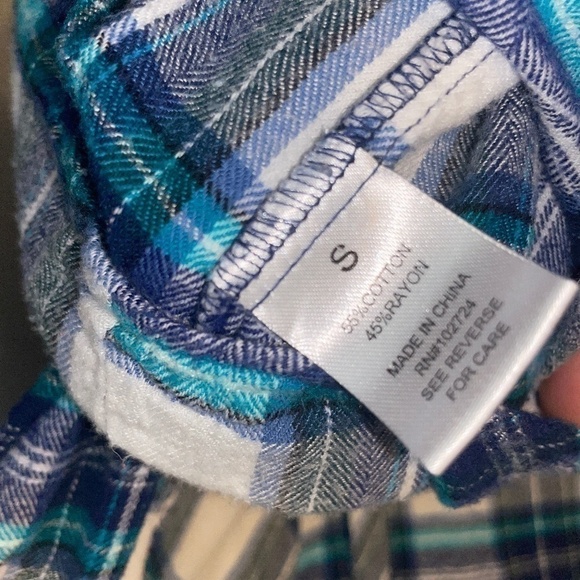 S
55%COTTON
45%RAYON
MADE IN CHINA
RN#102724
SEE REVERSE
FOR CARE